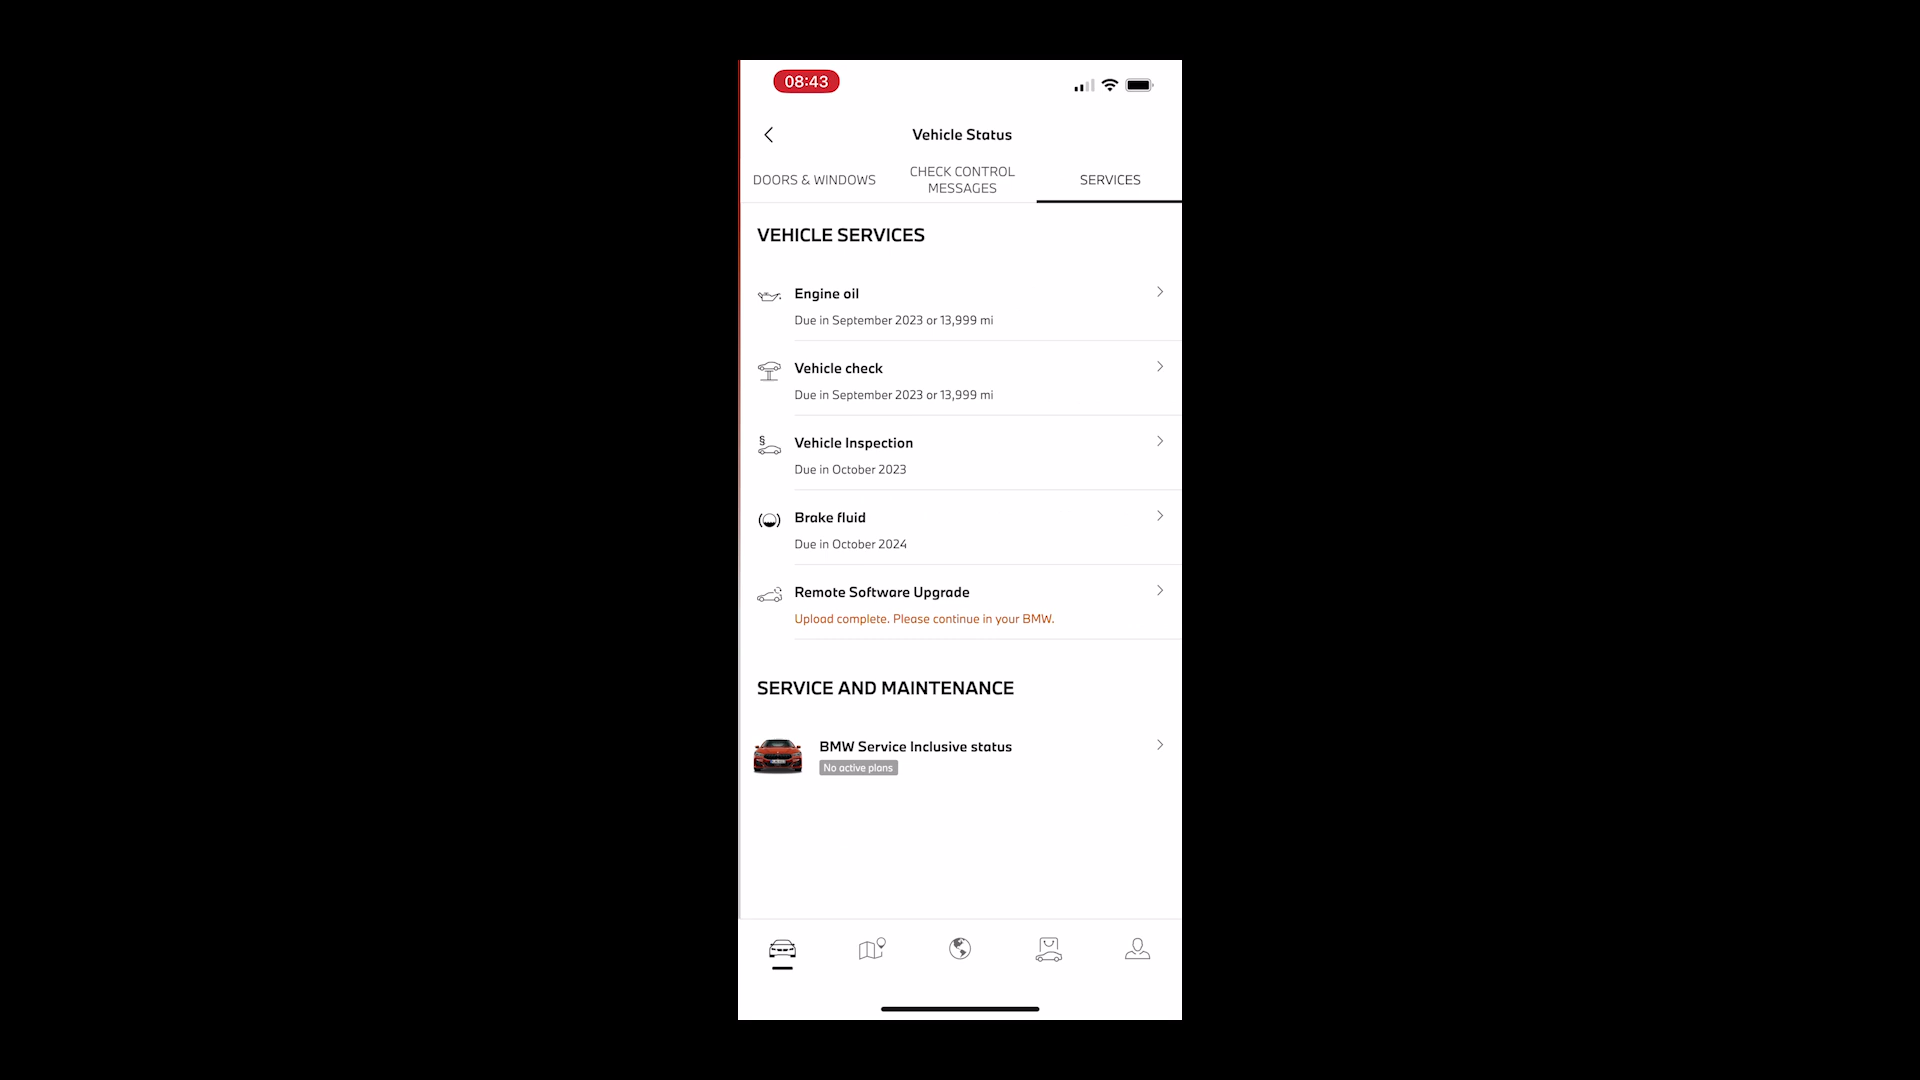 08:43
Vehicle Status
DOORS & WINDOWS
CHECK CONTROL
MESSAGES
SERVICES
VEHICLE SERVICES
Engine oil
Due in September 2023 or 13,999 mi
Vehicle check
Due in September 2023 or 13,999 mi
§
Vehicle Inspection
Due in October 2023
Brake fluid
Due in October 2024
Remote Software Upgrade
Upload complete. Please continue in your BMW.
SERVICE AND MAINTENANCE
BMW Service Inclusive status
No active plans